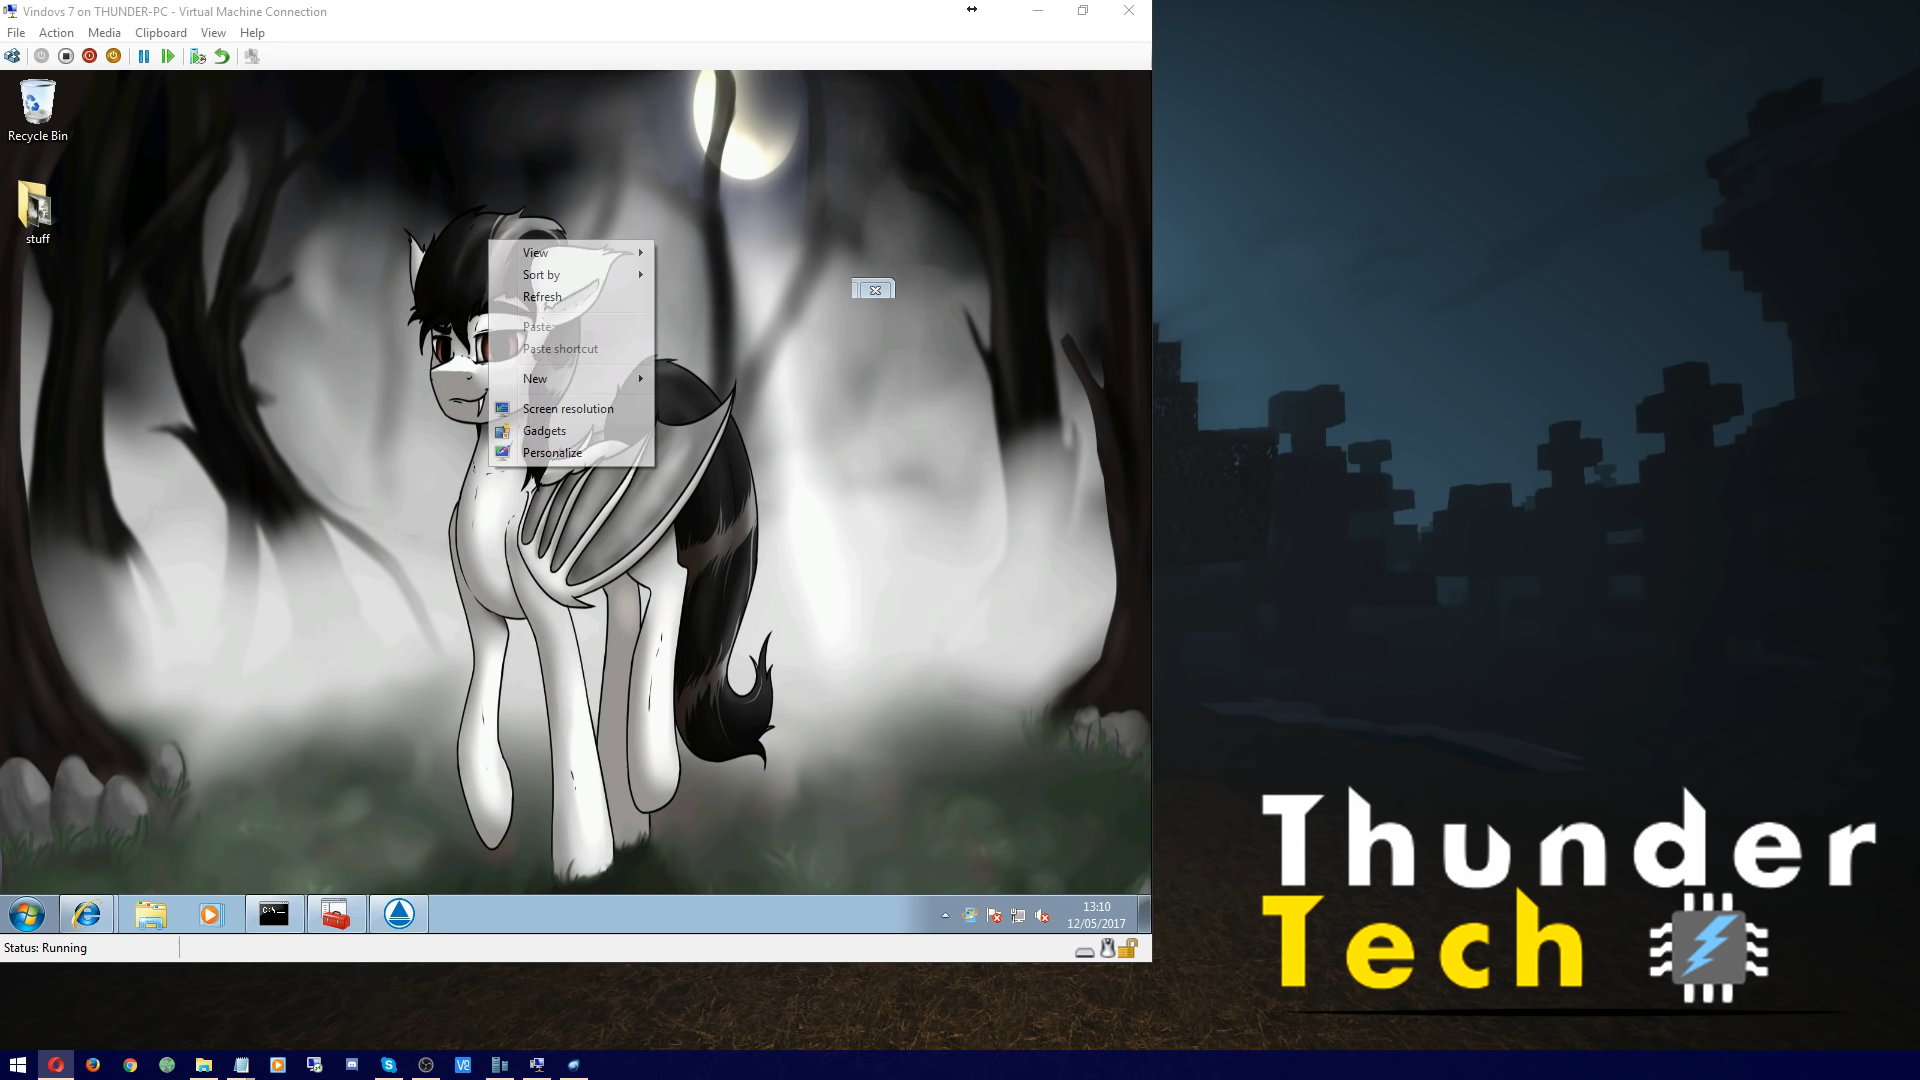 Vindovs 7 on THUNDER-PC - Virtual Machine Connection
File Action Media Clipboard View Help
Recycle Bin
stuff
View
Sort by
Refresh
Paste
Paste shortcut
New
Screen resolution
Gadgets
Personalize
C:\_
13:10
12/05/2017
Status: Running
Thunder
Tech